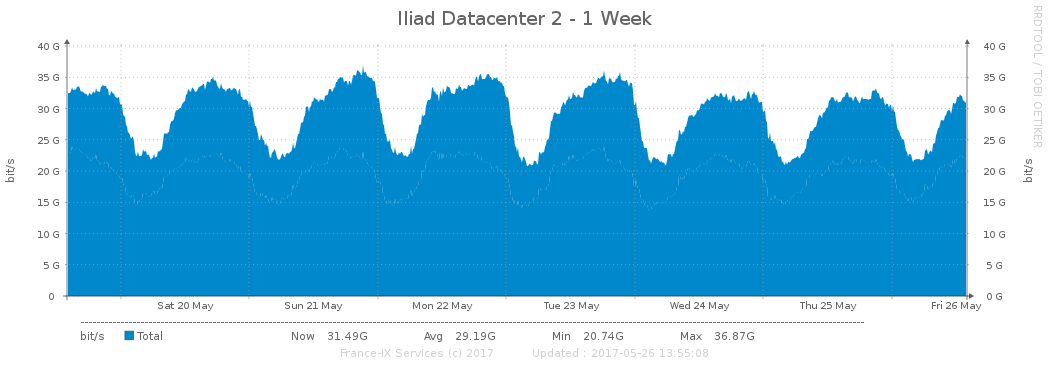 Iliad Datacenter 2 - 1 Week
RRDTOOL / TOBI OETIKER
bit/s
40 G 40 G
35 G 35 G
30 G 30 G
25 G 25 G
20 G 20 G
15 G 15 G
10 G 10 G
5 G 5 G
0 0 G
bit/s
Sat 20 May Sun 21 May Mon 22 May Tue 23 May Wed 24 May Thu 25 May Fri 26 May
bit/s Total Now 31.49G Avg 29.19G Min 20.74G Max 36.87G
France-IX Services (c) 2017 Updated : 2017-05-26 13:55:08